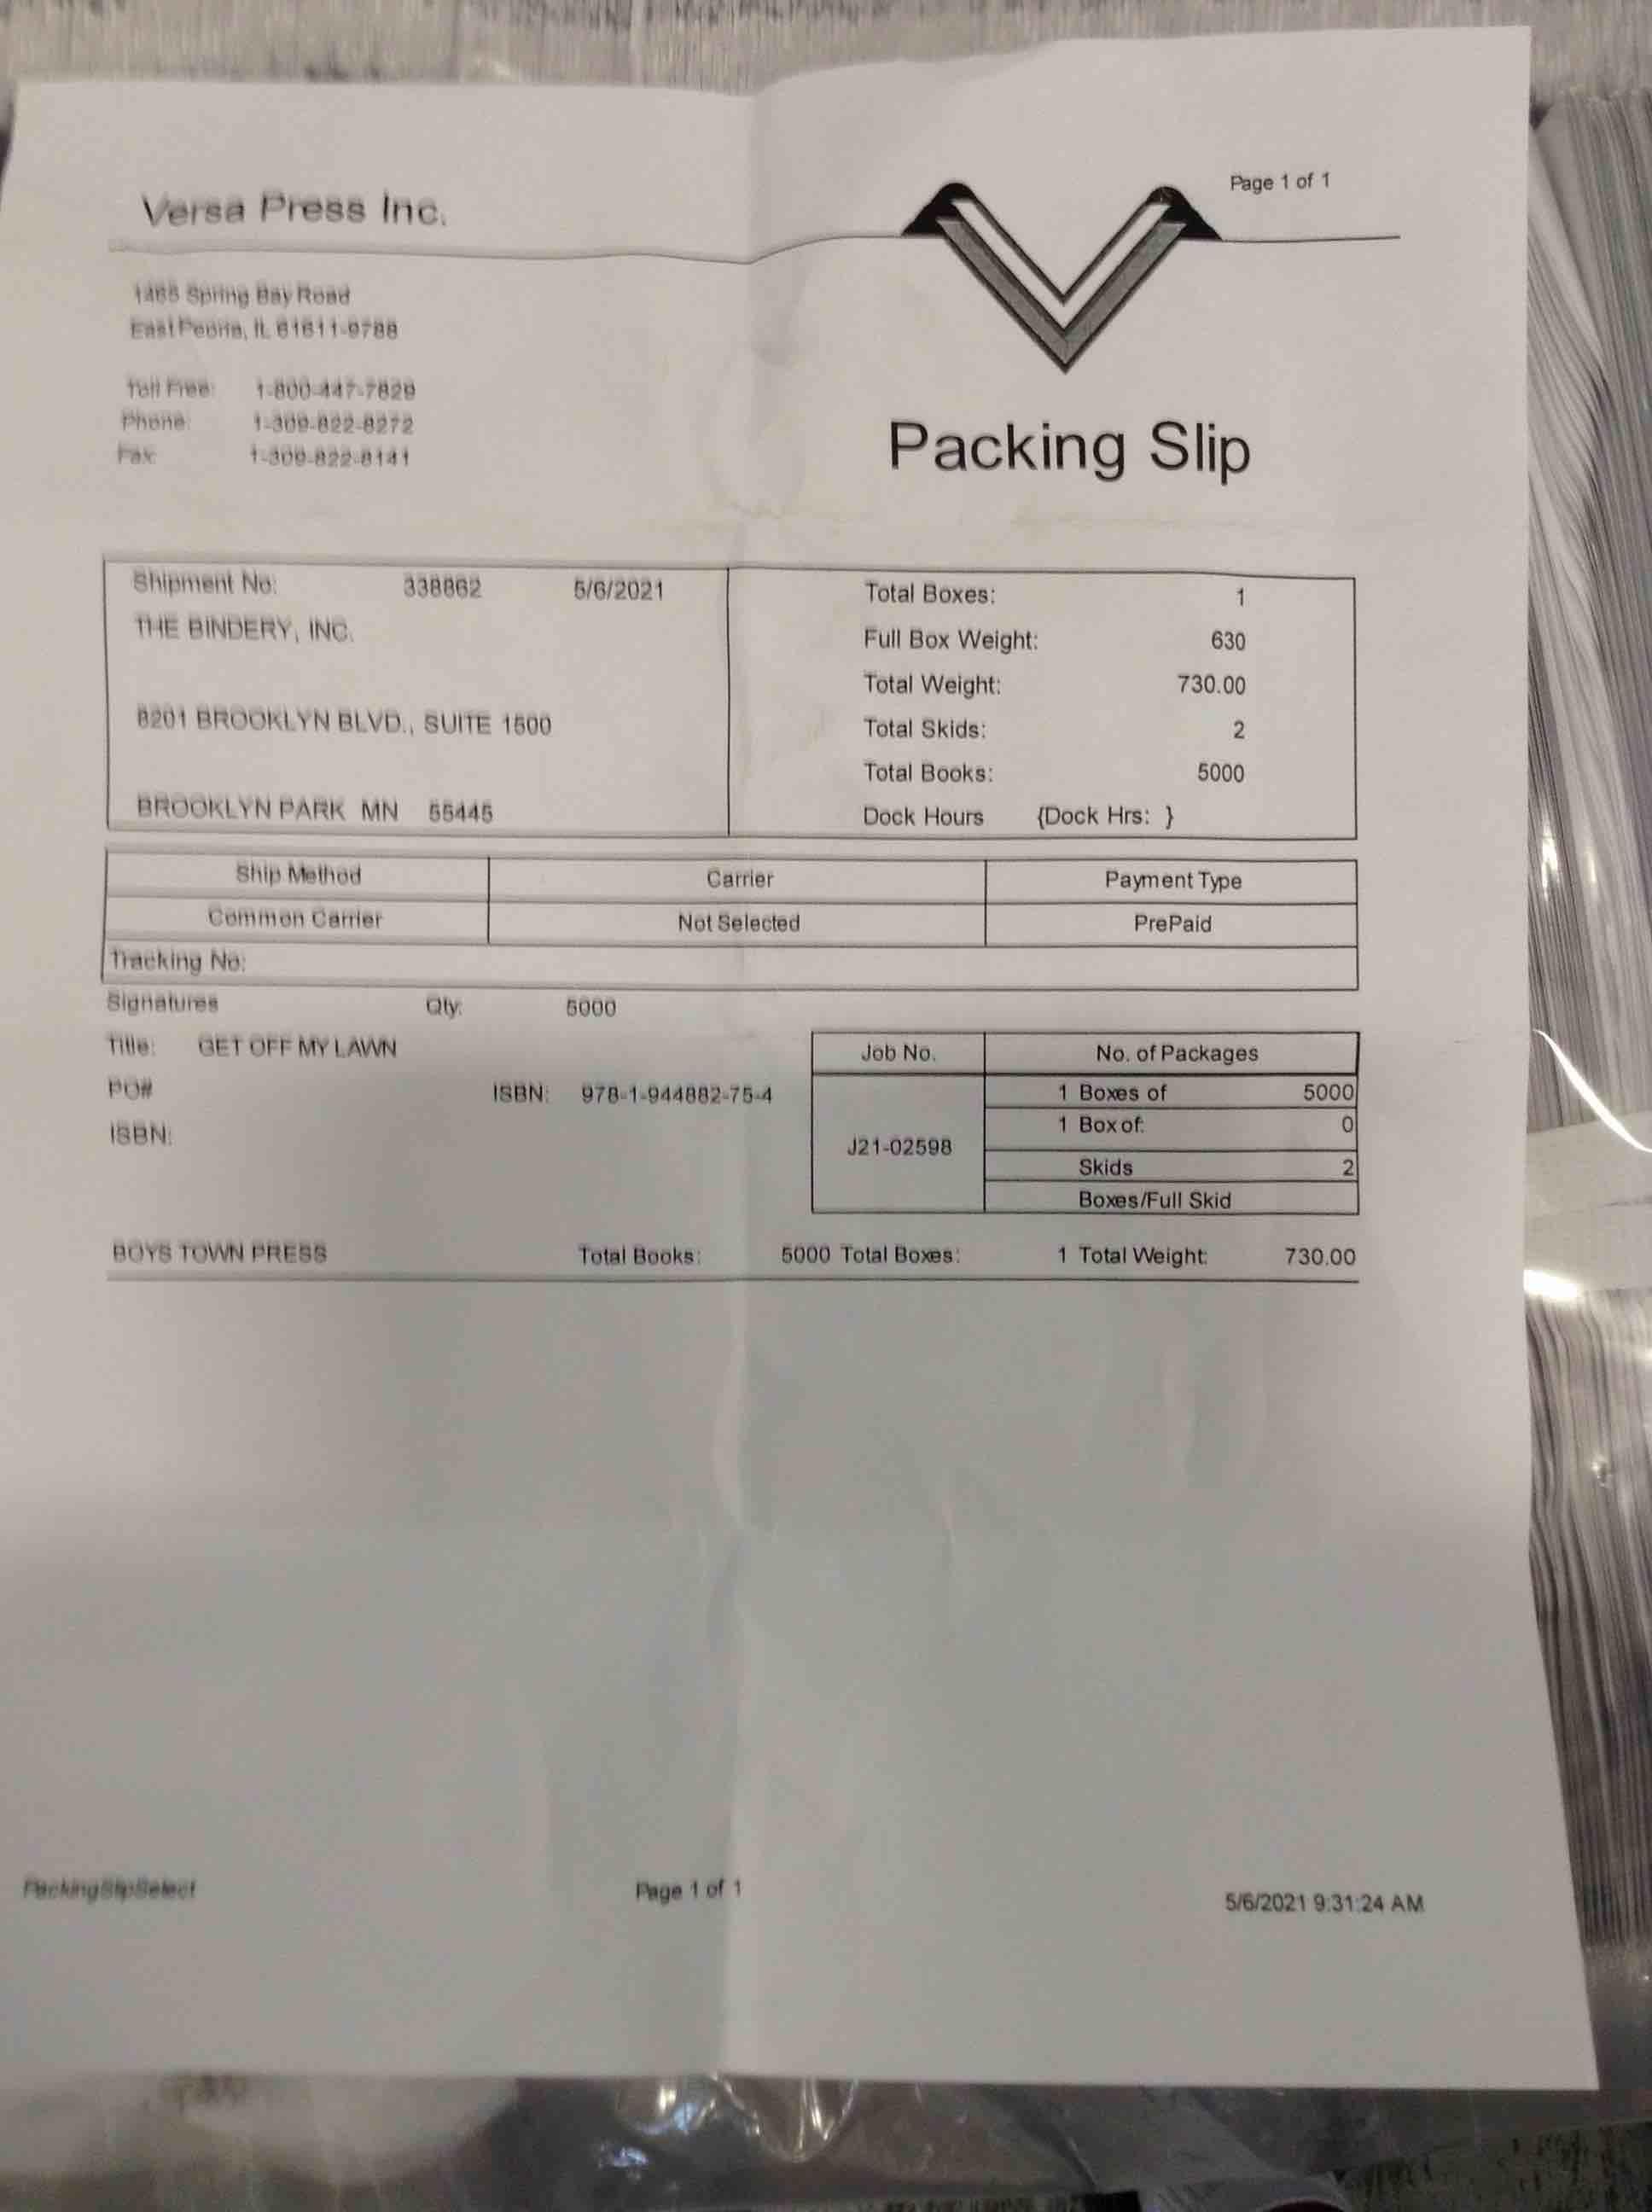 Page 1 of 1
Versa Press Inc.
1465 Spring Bay Road
East Peoria, IL 61611-9788
Toll Free: 1-800-447-7829
Phone: 1-309-822-8272
Fax: 1-309-822-8141
Packing Slip
Shipment No: 338862 5/6/2021
THE BINDERY, INC.
8201 BROOKLYN BLVD., SUITE 1500
BROOKLYN PARK MN 55445
Total Boxes: 1
Full Box Weight: 630
Total Weight: 730.00
Total Skids: 2
Total Books: 5000
Dock Hours {Dock Hrs: }
Ship Method Carrier Payment Type
Common Carrier Not Selected PrePaid
Tracking No:
Signatures Qty: 5000
Title: GET OFF MY LAWN
PO# ISBN: 978-1-944882-75-4
ISBN:
Job No. No. of Packages
J21-02598
1 Boxes of 5000
1 Box of: 0
Skids 2
Boxes/Full Skid
BOYS TOWN PRESS Total Books: 5000 Total Boxes: 1 Total Weight: 730.00
PackingSlipSelect Page 1 of 1 5/6/2021 9:31:24 AM